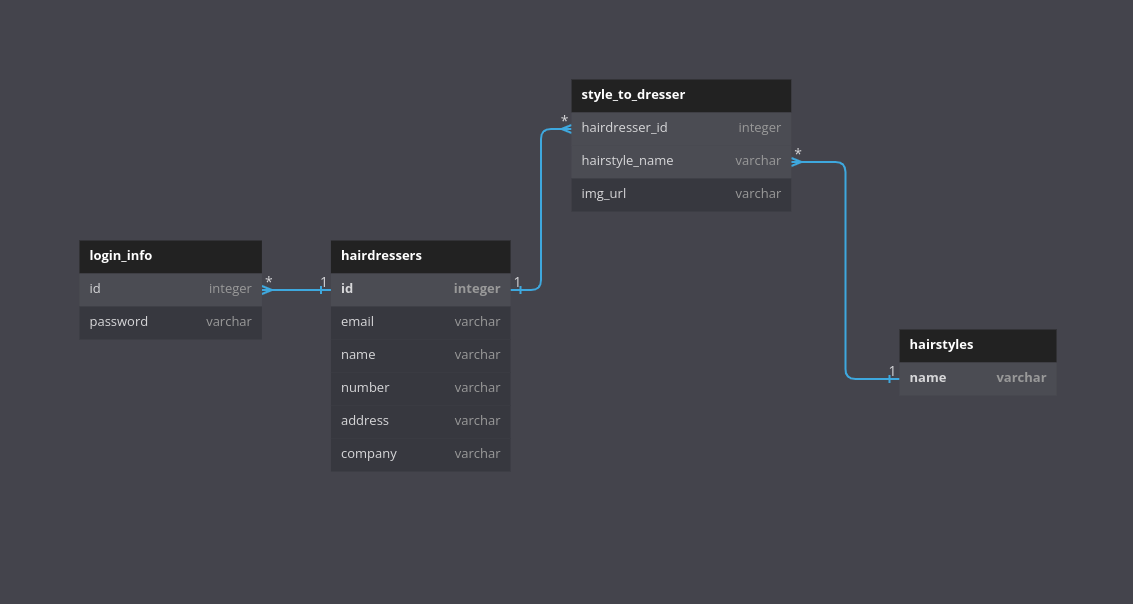 style_to_dresser
* hairdresser_id integer
hairstyle_name varchar *
img_url varchar
login_info
id integer *
password varchar
hairdressers
1 id integer 1
email varchar
name varchar
number varchar
address varchar
company varchar
hairstyles
1 name varchar